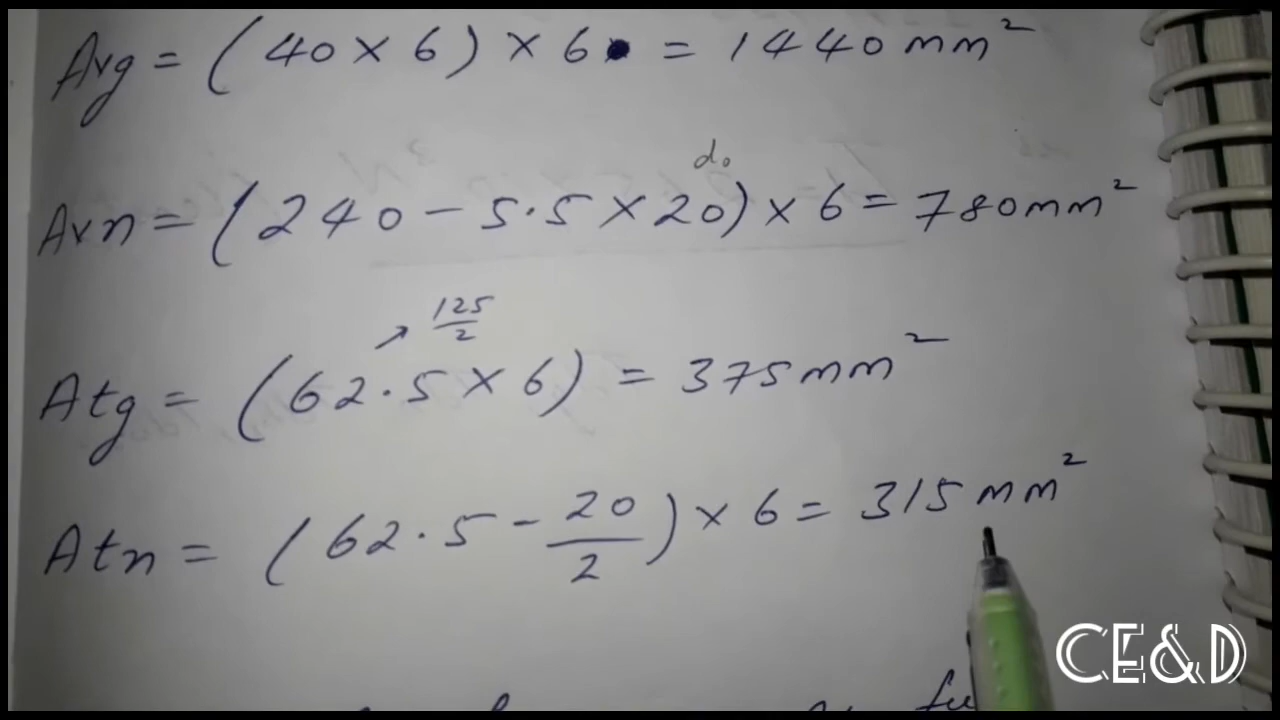 Avg = (40 × 6) × 6 = 1440 mm²
do
Avn = (240 - 5.5 × 20) × 6 = 780 mm²
125/2
Atg = (62.5 × 6) = 375 mm²
Atn = (62.5 - 20/2) × 6 = 315 mm²
CE&D